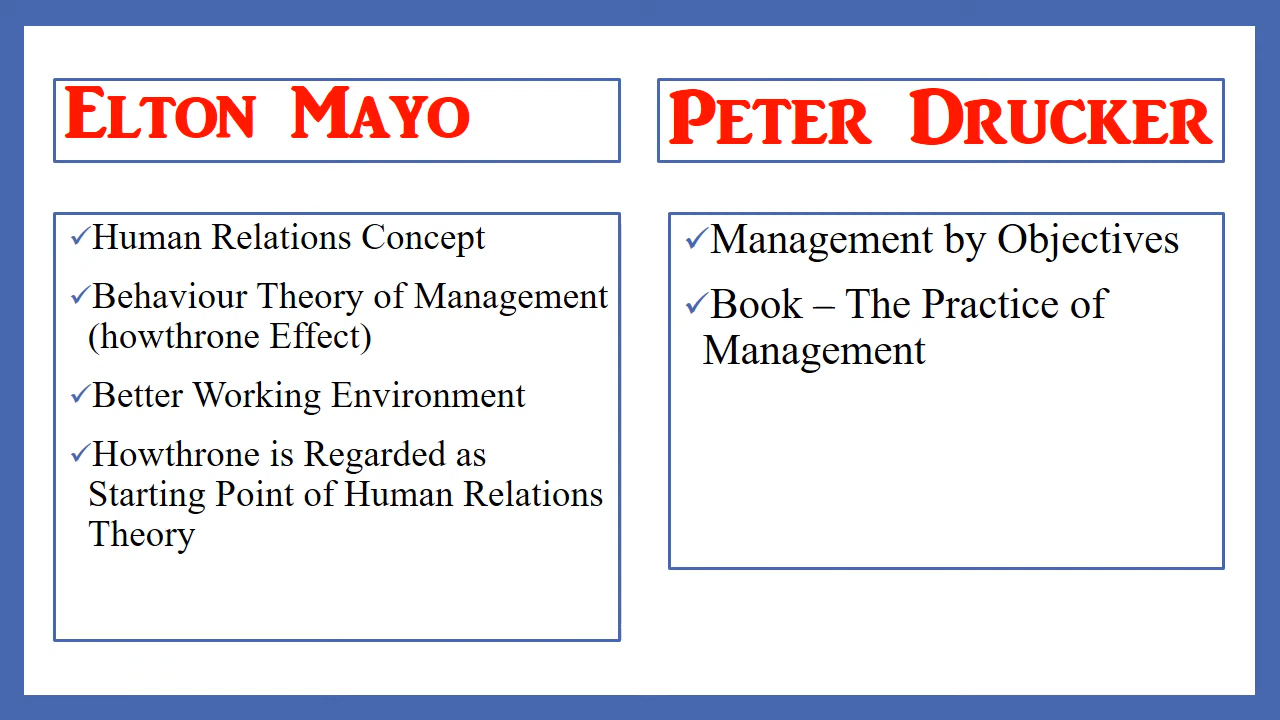 Elton Mayo
✓Human Relations Concept
✓Behaviour Theory of Management
(howthrone Effect)
✓Better Working Environment
✓Howthrone is Regarded as
Starting Point of Human Relations
Theory
Peter Drucker
✓Management by Objectives
✓Book – The Practice of
Management